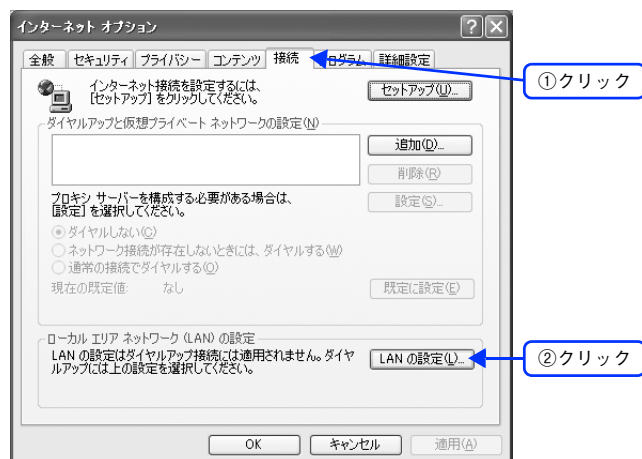 インターネット オプション
全般 セキュリティ プライバシー コンテンツ 接続 プログラム 詳細設定
①クリック
インターネット接続を設定するには、
[セットアップ] をクリックしてください。
セットアップ(U)...
ダイヤルアップと仮想プライベート ネットワークの設定(N)
追加(D)...
削除(R)
プロキシ サーバーを構成する必要がある場合は、
[設定] を選択してください。
設定(S)...
ダイヤルしない(C)
ネットワーク接続が存在しないときには、ダイヤルする(W)
通常の接続でダイヤルする(O)
現在の既定値: なし
既定に設定(E)
ローカル エリア ネットワーク (LAN) の設定
LAN の設定はダイヤルアップ接続には適用されません。ダイヤ
ルアップには上の設定を選択してください。
LAN の設定(L)...
②クリック
OK キャンセル 適用(A)